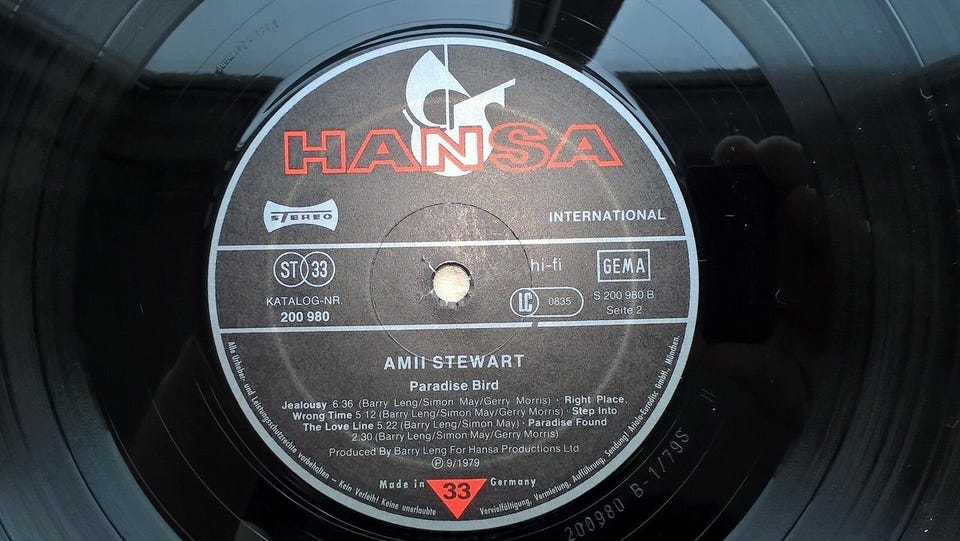 HANSA
STEREO
INTERNATIONAL
ST 33
hi-fi
GEMA
KATALOG-NR.
200 980
LC 0835
S 200 980 B
Seite 2
AMII STEWART
Paradise Bird
Jealousy 6:36 (Barry Leng/Simon May/Gerry Morris) · Right Place,
Wrong Time 5:12 (Barry Leng/Simon May/Gerry Morris) · Step Into
The Love Line 5:22 (Barry Leng/Simon May) · Paradise Found
2:30 (Barry Leng/Simon May/Gerry Morris)
Produced By Barry Leng For Hansa Productions Ltd
Ⓟ 9/1979
Made in Germany
33
Alle Urheber- und Leistungsschutzrechte vorbehalten – Kein Verleih! Keine unerlaubte Vervielfältigung, Vermietung, Aufführung, Sendung! Ariola-Eurodisc GmbH., München.
200980 B-1/79S